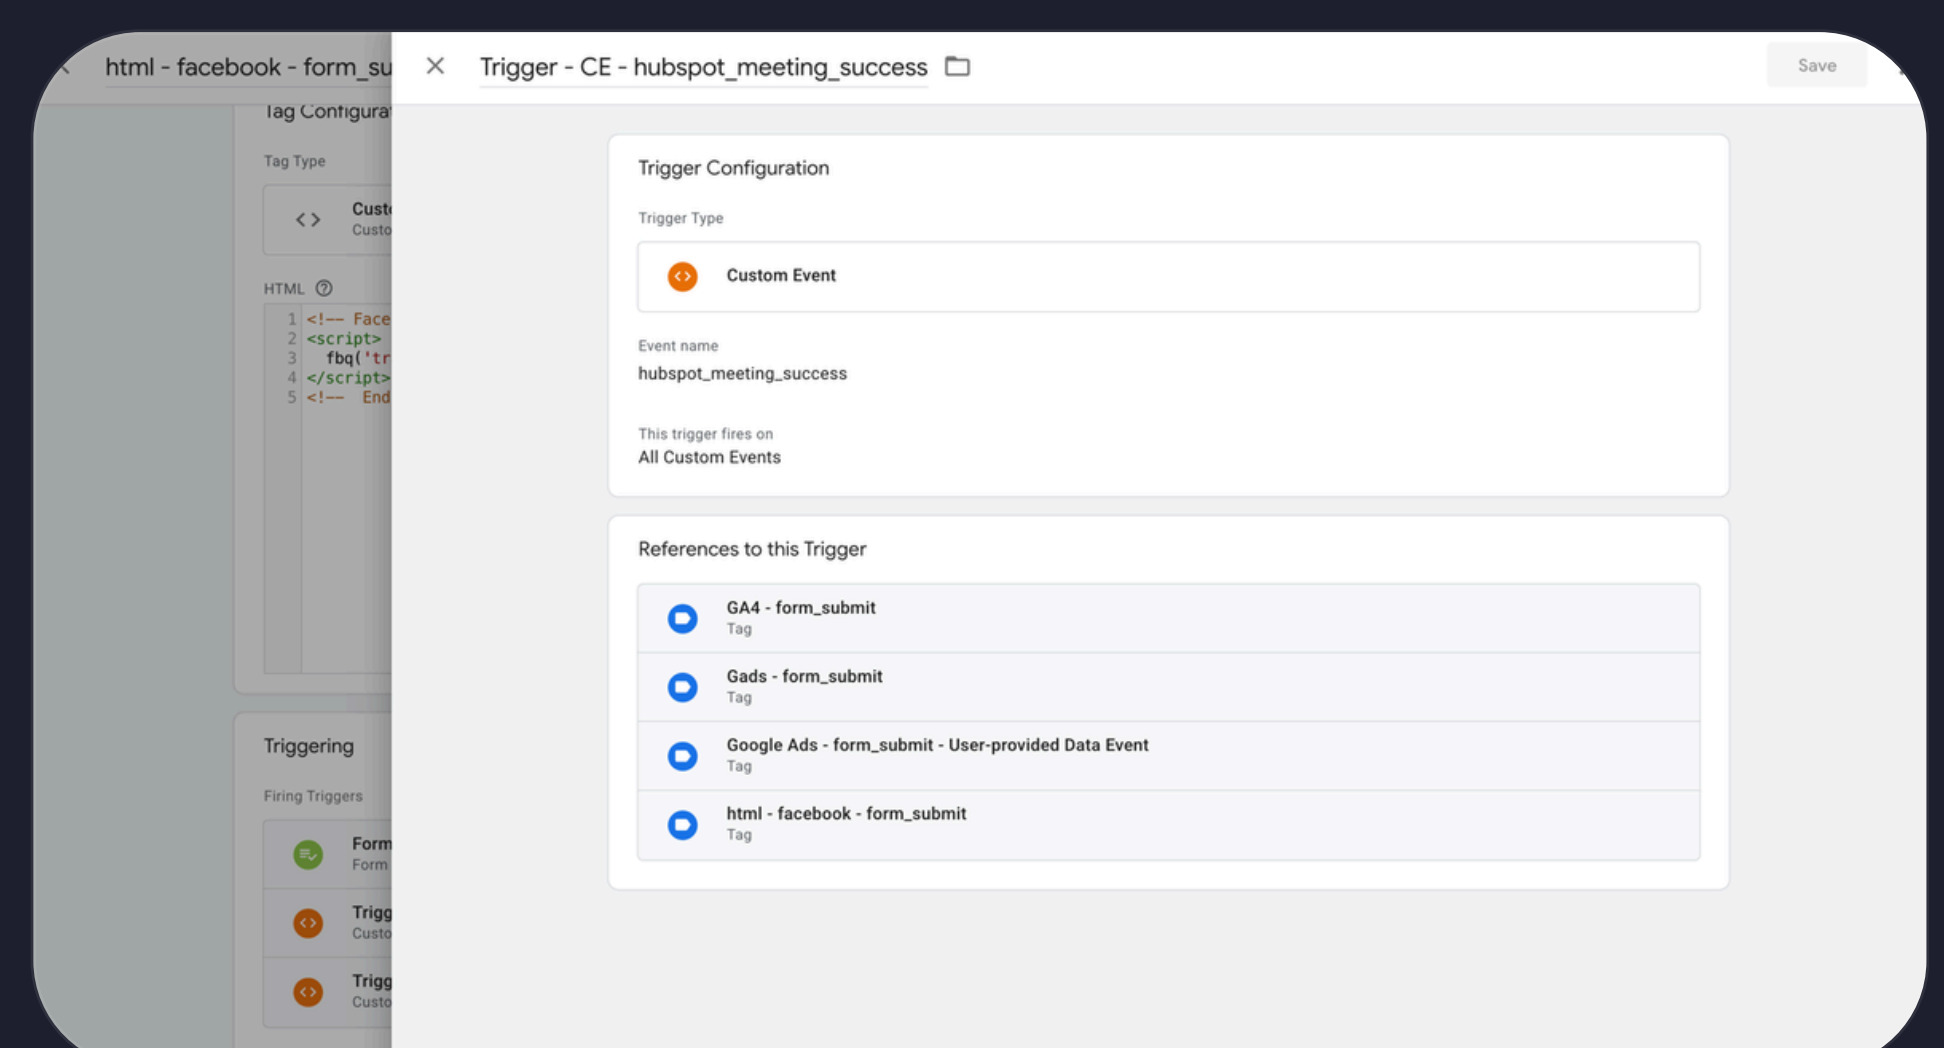 html - facebook - form_su
Tag Configurat
Tag Type
Custo
Custo
HTML
1 <!-- Face
2 <script>
3 fbq('tr
4 </script>
5 <!-- End
Triggering
Firing Triggers
Form
Form
Trigg
Custo
Trigg
Custo
Trigger - CE - hubspot_meeting_success
Save
Trigger Configuration
Trigger Type
Custom Event
Event name
hubspot_meeting_success
This trigger fires on
All Custom Events
References to this Trigger
GA4 - form_submit
Tag
Gads - form_submit
Tag
Google Ads - form_submit - User-provided Data Event
Tag
html - facebook - form_submit
Tag